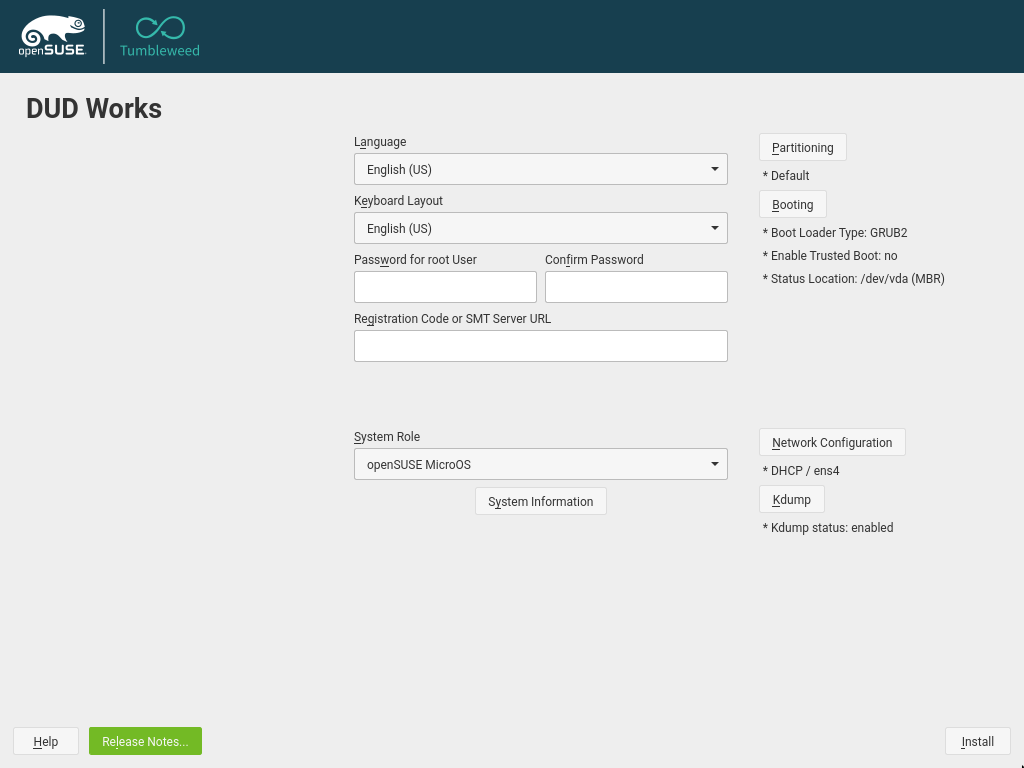 openSUSE
Tumbleweed
DUD Works
Language
English (US)
Keyboard Layout
English (US)
Password for root User
Confirm Password
Registration Code or SMT Server URL
System Role
openSUSE MicroOS
System Information
Partitioning
* Default
Booting
* Boot Loader Type: GRUB2
* Enable Trusted Boot: no
* Status Location: /dev/vda (MBR)
Network Configuration
* DHCP / ens4
Kdump
* Kdump status: enabled
Help
Release Notes...
Install